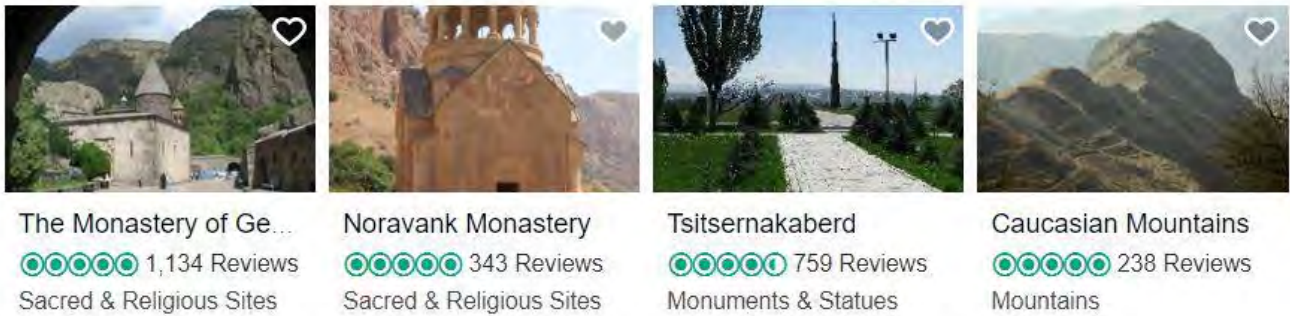 The Monastery of Ge...
1,134 Reviews
Sacred & Religious Sites
Noravank Monastery
343 Reviews
Sacred & Religious Sites
Tsitsernakaberd
759 Reviews
Monuments & Statues
Caucasian Mountains
238 Reviews
Mountains